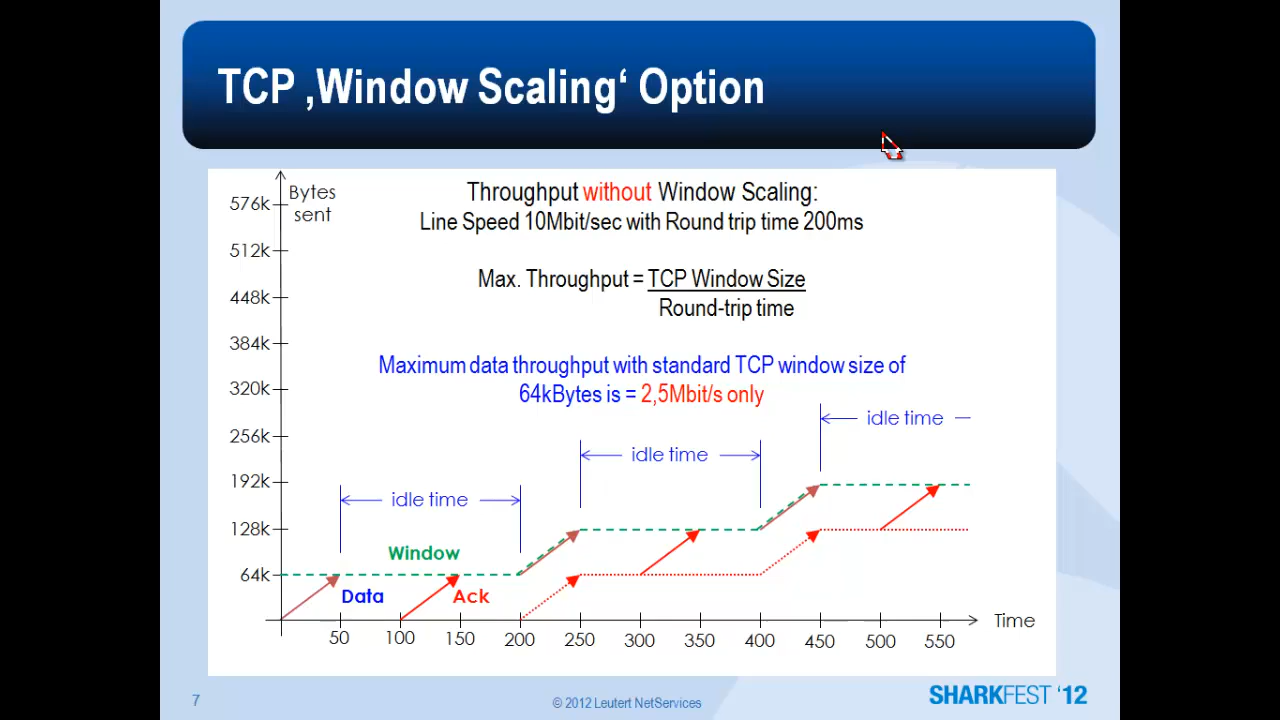 TCP ‚Window Scaling‘ Option
Bytes
sent
576k
512k
448k
384k
320k
256k
192k
128k
64k
Throughput without Window Scaling:
Line Speed 10Mbit/sec with Round trip time 200ms
Max. Throughput = TCP Window Size
Round-trip time
Maximum data throughput with standard TCP window size of
64kBytes is = 2,5Mbit/s only
idle time
idle time
idle time
Window
Data
Ack
50 100 150 200 250 300 350 400 450 500 550
Time
7
© 2012 Leutert NetServices
SHARKFEST ‘12